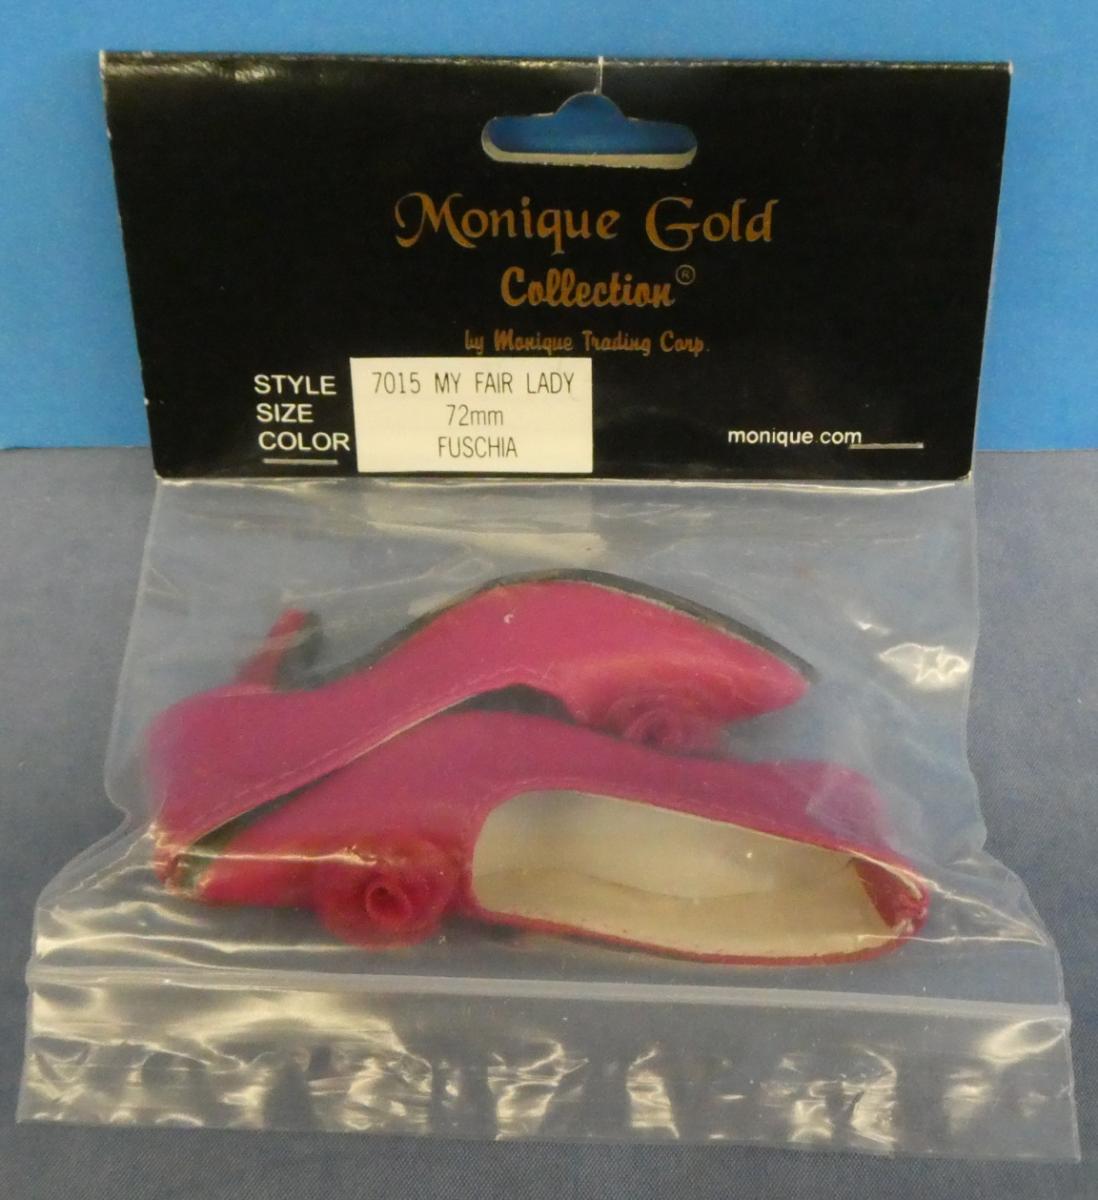 Monique Gold
Collection®
by Monique Trading Corp.
STYLE 7015 MY FAIR LADY
SIZE 72mm
COLOR FUSCHIA
monique.com